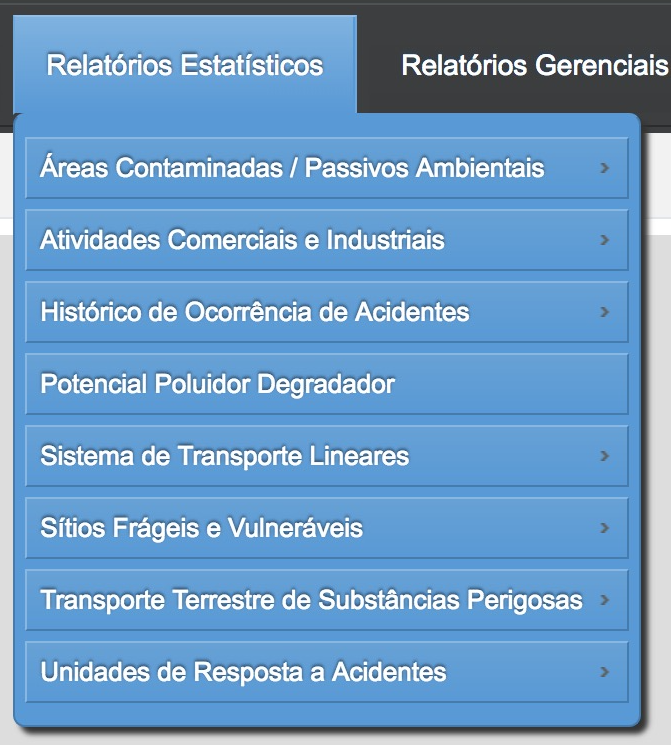 Relatórios Estatísticos
Relatórios Gerenciais
Áreas Contaminadas / Passivos Ambientais
Atividades Comerciais e Industriais
Histórico de Ocorrência de Acidentes
Potencial Poluidor Degradador
Sistema de Transporte Lineares
Sítios Frágeis e Vulneráveis
Transporte Terrestre de Substâncias Perigosas
Unidades de Resposta a Acidentes